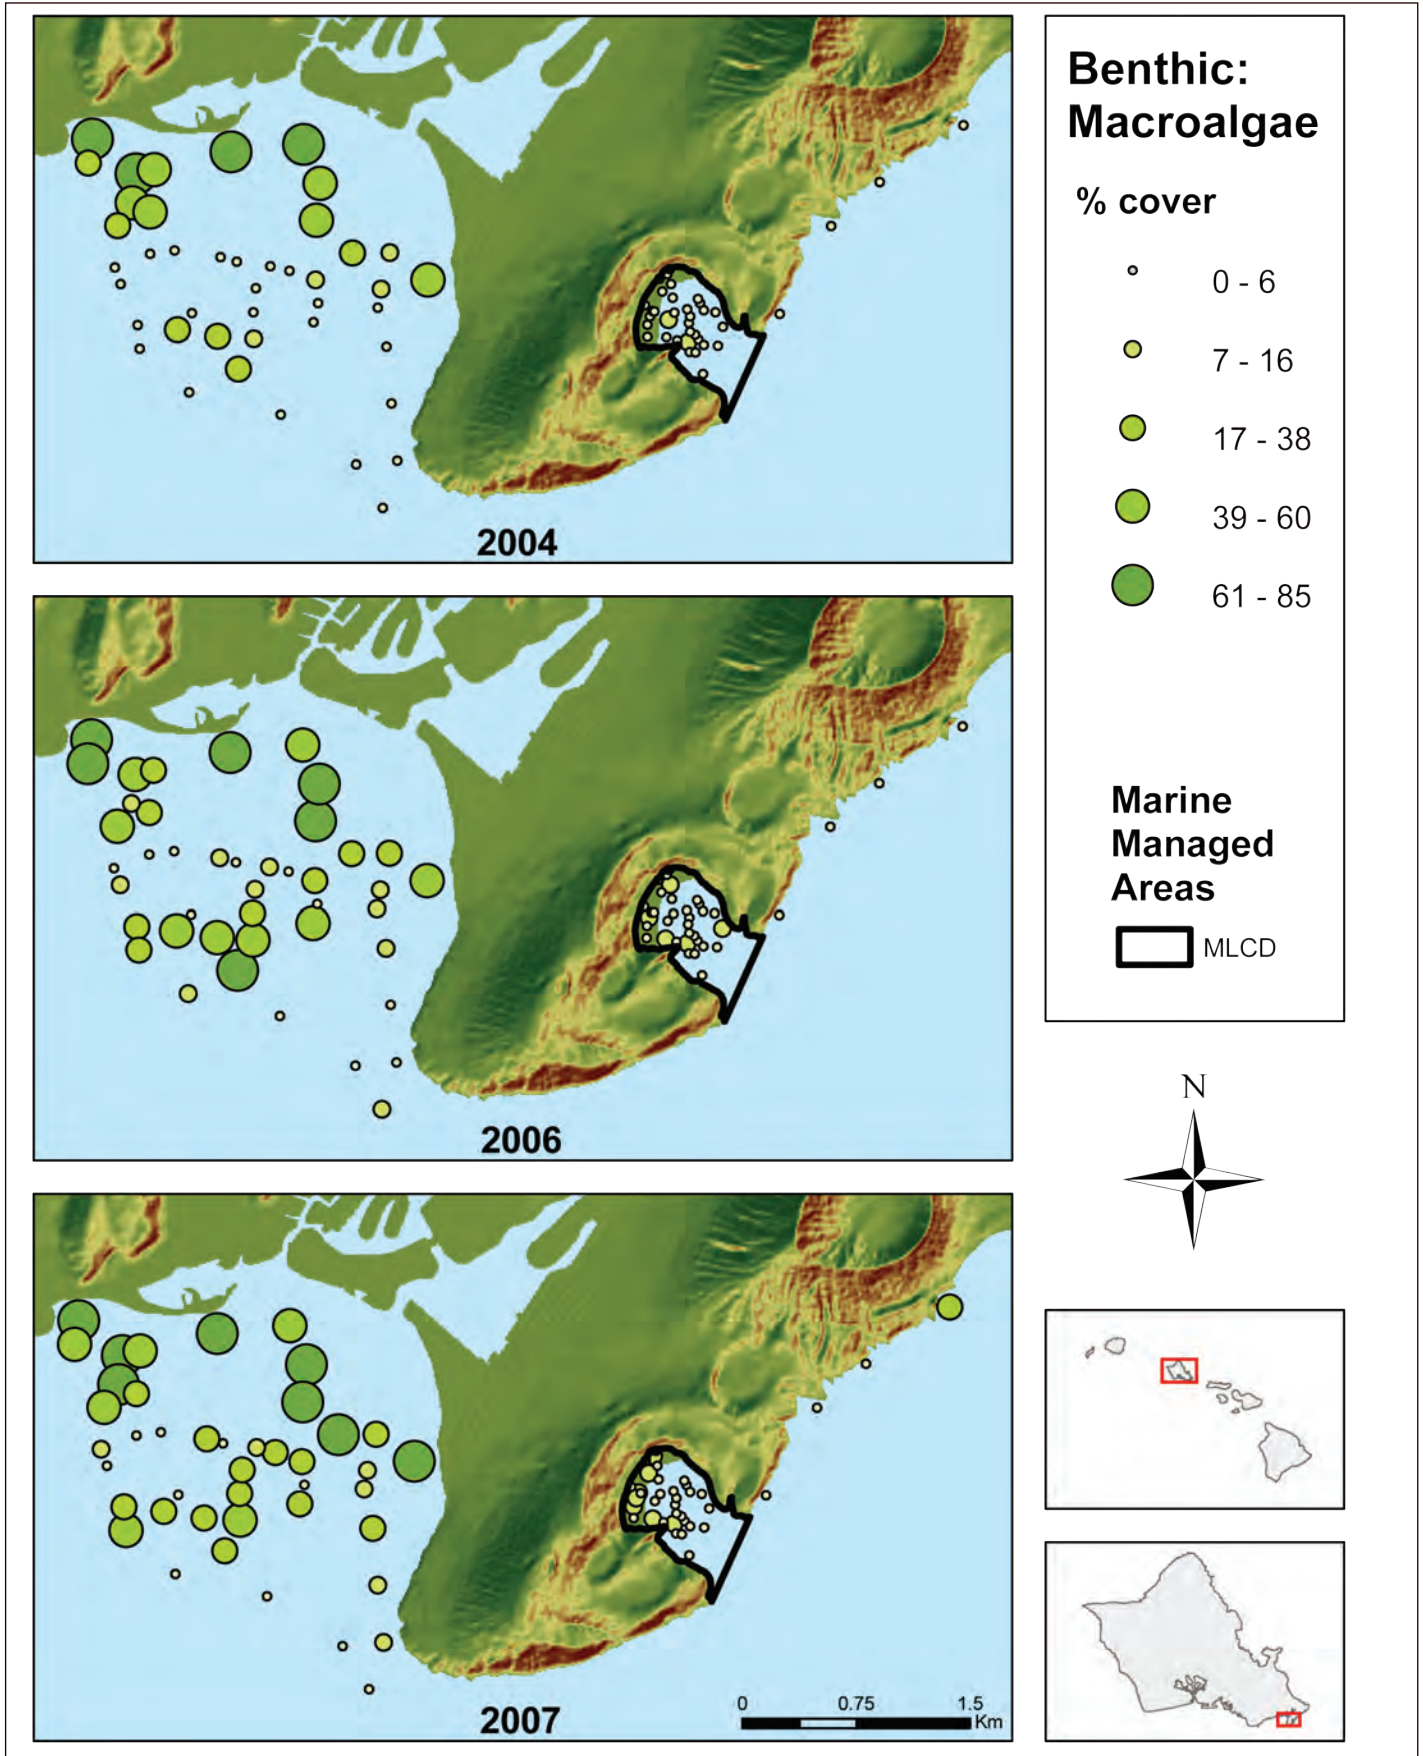 2004
2006
0 0.75 1.5
Km
2007
Benthic:
Macroalgae
% cover
0 - 6
7 - 16
17 - 38
39 - 60
61 - 85
Marine
Managed
Areas
MLCD
N